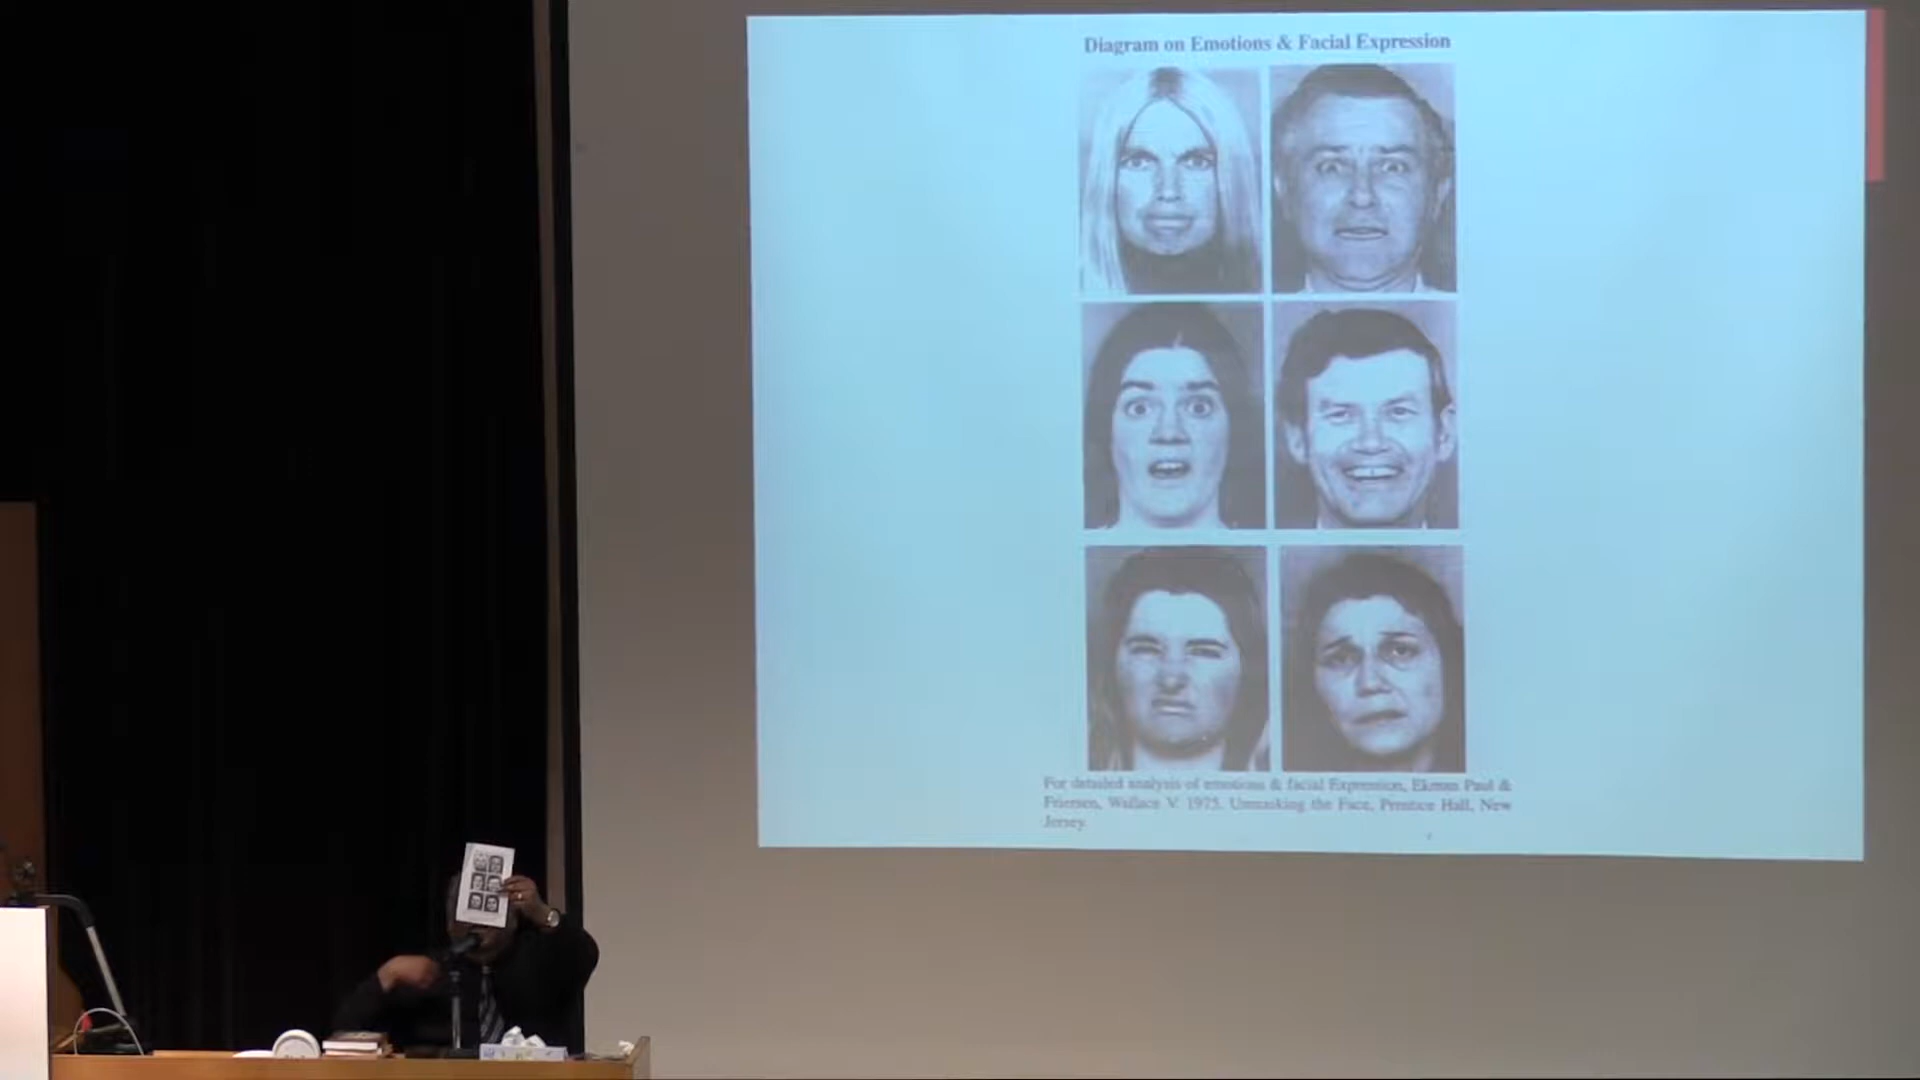 Diagram on Emotions & Facial Expression
For detailed analysis of emotions & facial Expression, Ekman Paul &
Friersen, Wallace V. 1975. Unmasking the Face, Prentice Hall, New
Jersey.